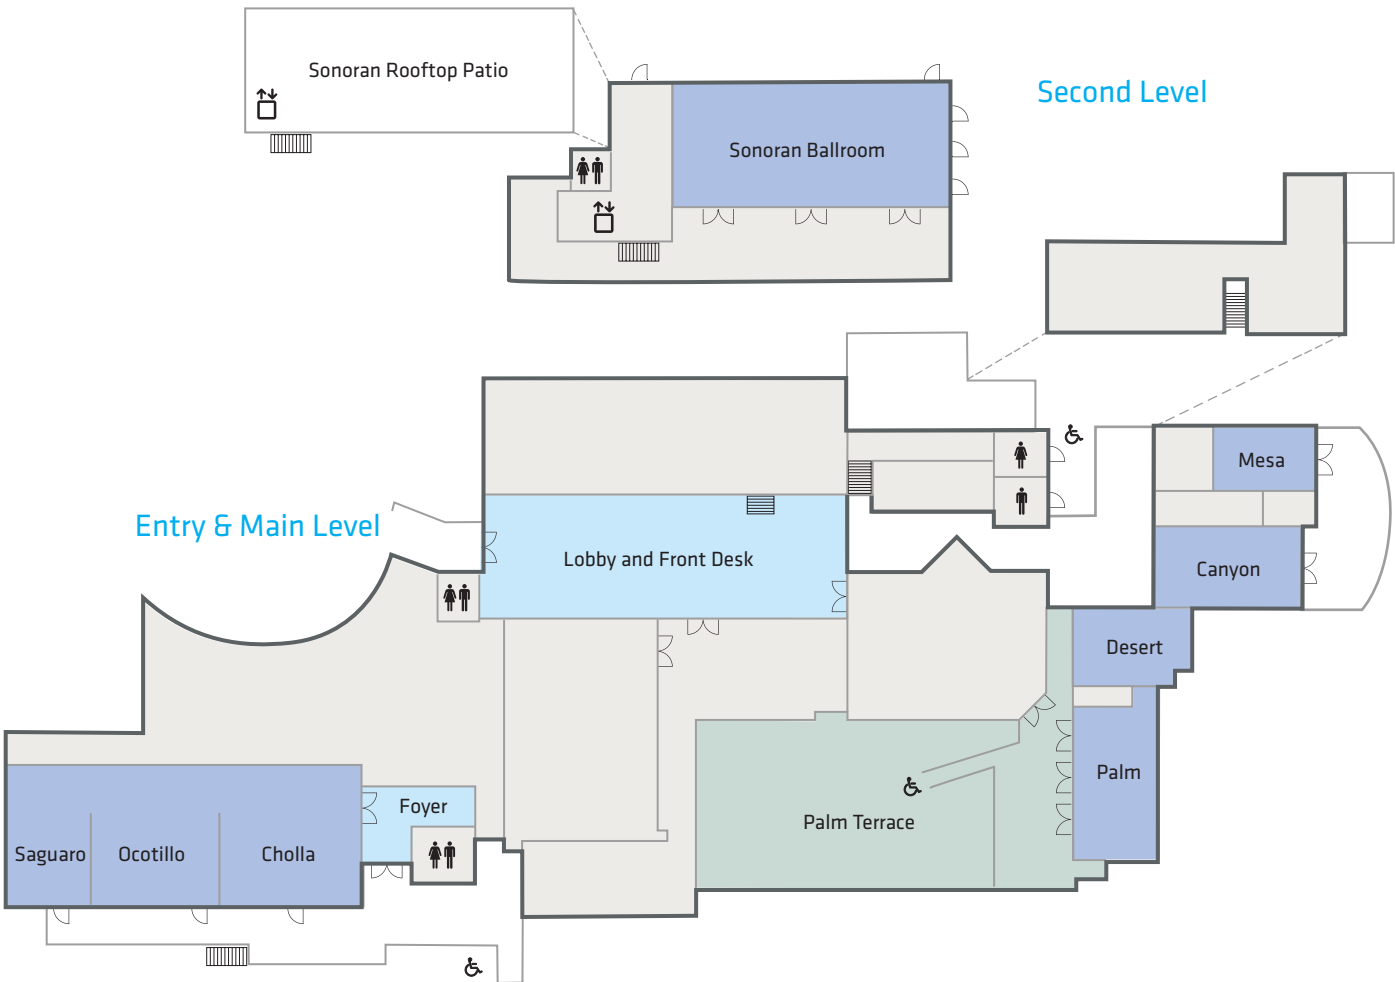 Sonoran Rooftop Patio
Second Level
Sonoran Ballroom
Mesa
Entry & Main Level
Lobby and Front Desk
Canyon
Desert
Palm
Foyer
Palm Terrace
Saguaro
Ocotillo
Cholla